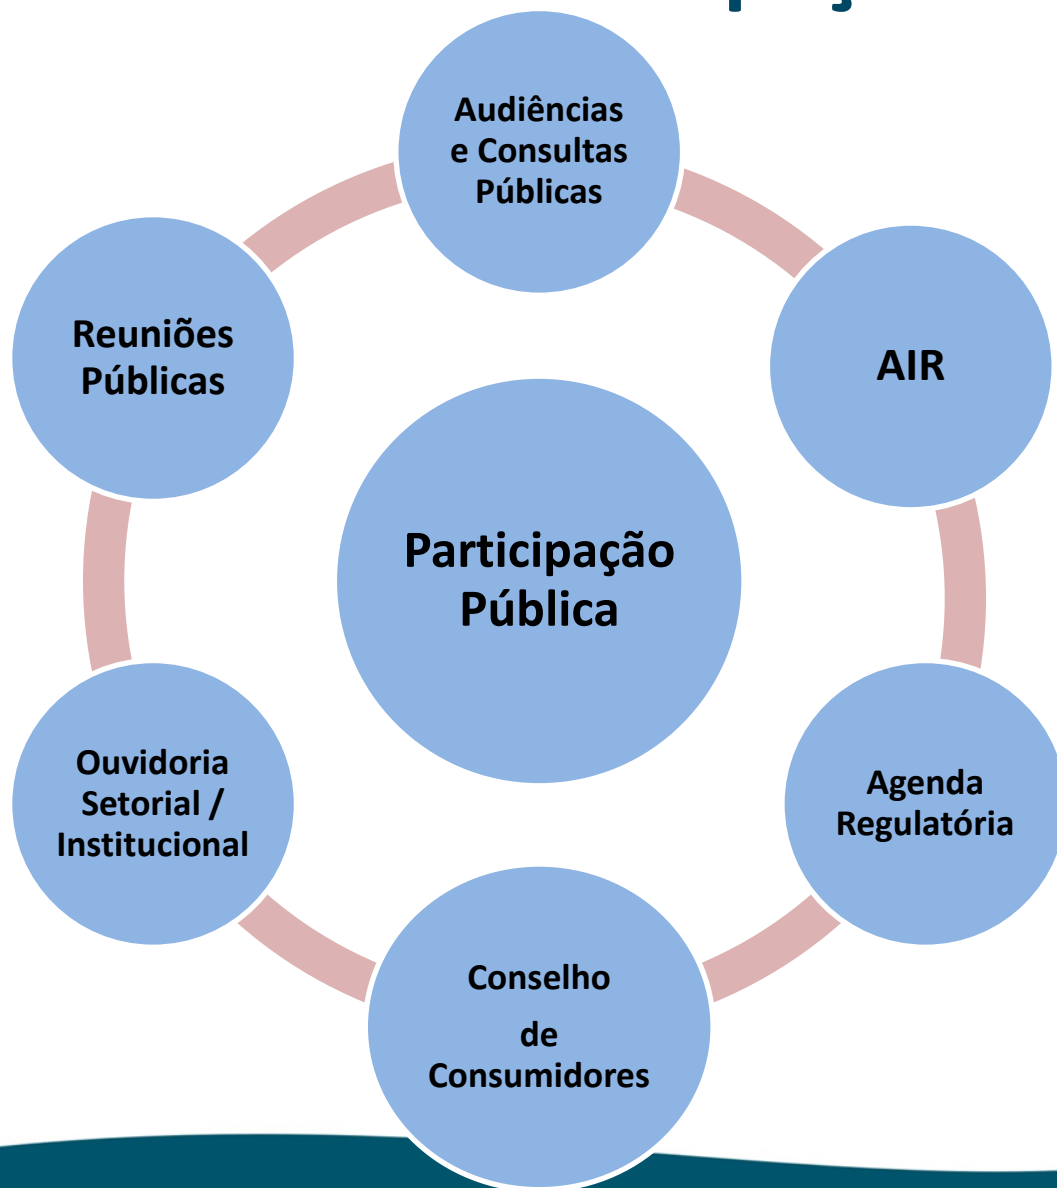 Audiências
e Consultas
Públicas
AIR
Reuniões
Públicas
Participação
Pública
Ouvidoria
Setorial /
Institucional
Agenda
Regulatória
Conselho
de
Consumidores